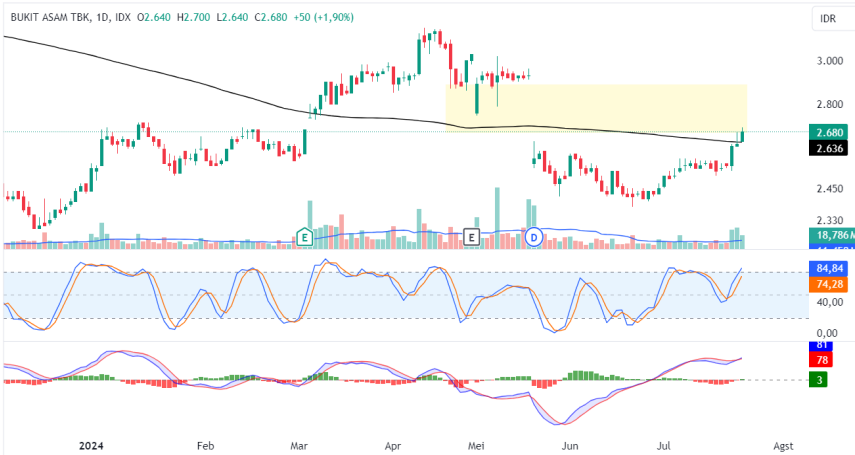 BUKIT ASAM TBK, 1D, IDX O2.640 H2.700 L2.640 C2.680 +50 (+1,90%)
IDR
3.000
2.800
2.680
2.636
2.450
2.330
E
E
D
18,786M
84,84
74,28
40,00
0,00
81
78
3
2024 Feb Mar Apr Mei Jun Jul Agst